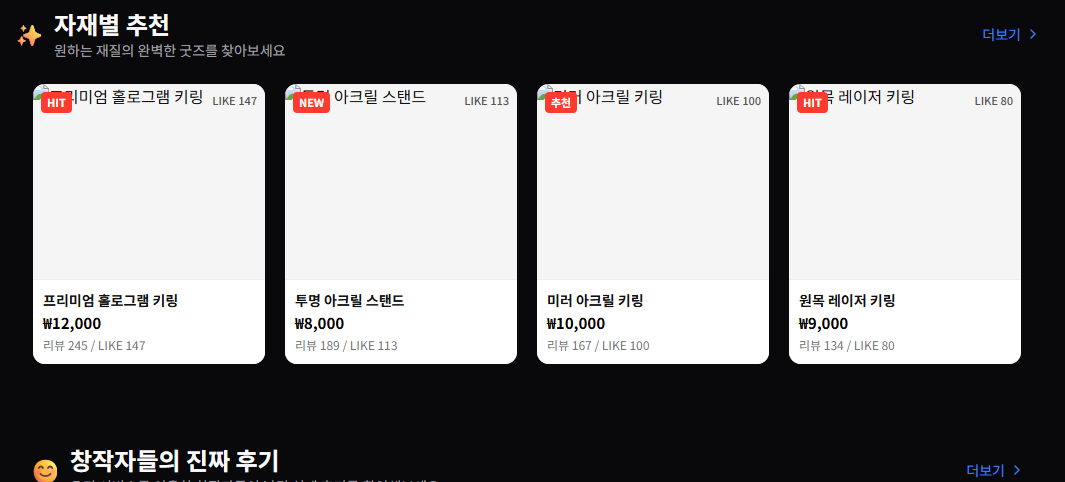 자재별 추천
원하는 재질의 완벽한 굿즈를 찾아보세요
더보기
HIT
리미엄 홀로그램 키링
LIKE 147
NEW
아크릴 스탠드
LIKE 113
추천
아크릴 키링
LIKE 100
HIT
레이저 키링
LIKE 80
프리미엄 홀로그램 키링
₩12,000
리뷰 245 / LIKE 147
투명 아크릴 스탠드
₩8,000
리뷰 189 / LIKE 113
미러 아크릴 키링
₩10,000
리뷰 167 / LIKE 100
원목 레이저 키링
₩9,000
리뷰 134 / LIKE 80
창작자들의 진짜 후기
더보기